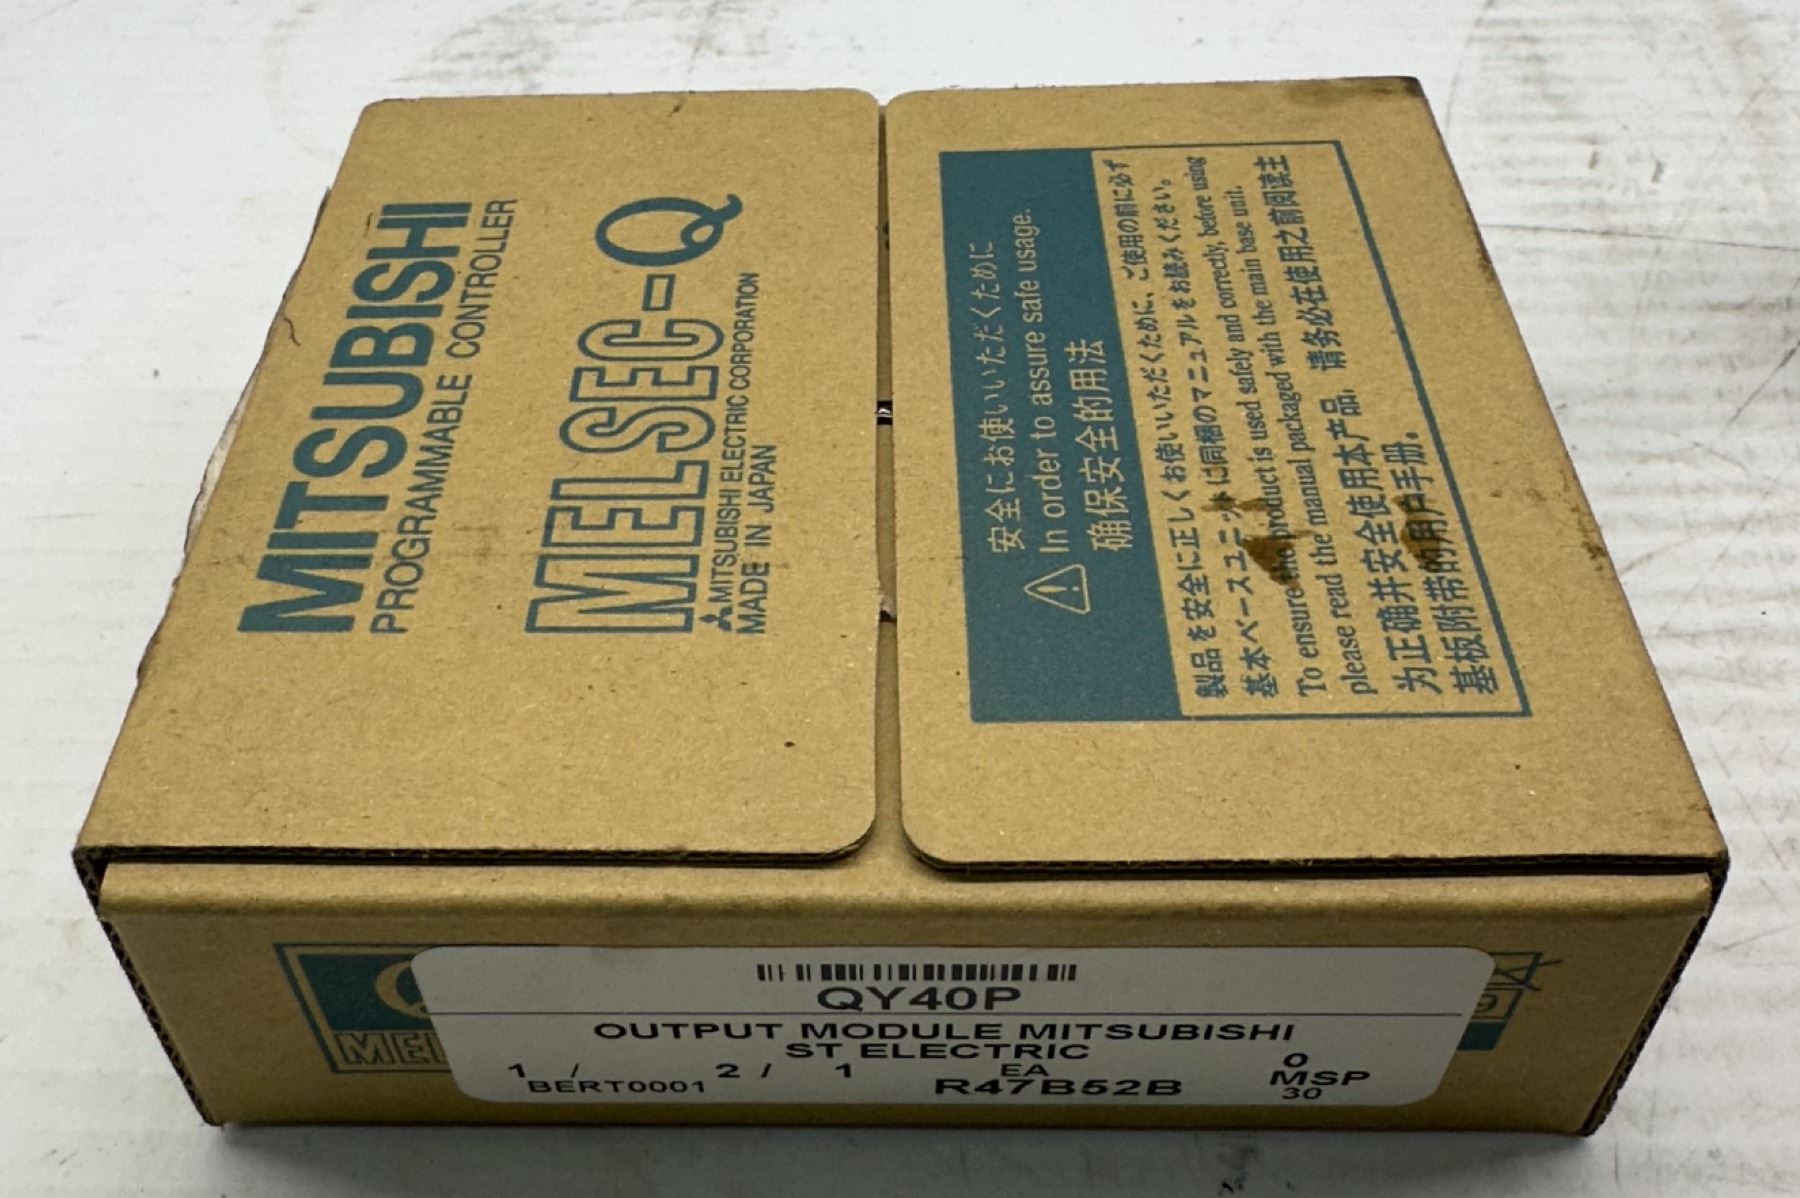 MITSUBISHI
PROGRAMMABLE CONTROLLER
MELSEC-Q
MITSUBISHI ELECTRIC CORPORATION
MADE IN JAPAN
安全にお使いいただくために
In order to assure safe usage.
确保安全的用法
製品を安全に正しくお使いいただくために、ご使用の前に必ず
基本ベースユニットに同梱のマニュアルをお読みください。
To ensure the product is used safely and correctly, before using
please read the manual packaged with the main base unit.
为正确并安全使用本产品，请务必在使用之前阅读主
基板附带的用户手册。
QY40P
OUTPUT MODULE MITSUBISHI
ST ELECTRIC
1 / 2 / 1 EA 0
BERT0001 R47B52B MSP
30